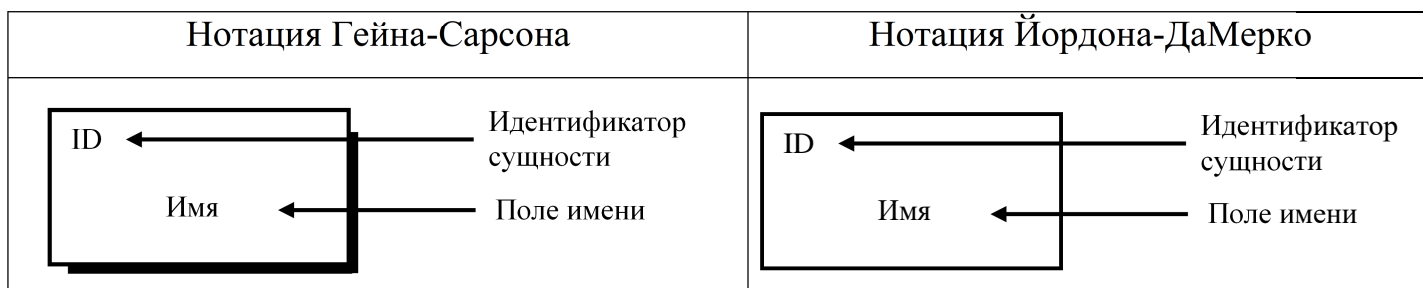 Нотация Гейна-Сарсона
Нотация Йордона-ДаМерко
ID
Идентификатор
сущности
Имя
Поле имени
ID
Идентификатор
сущности
Имя
Поле имени